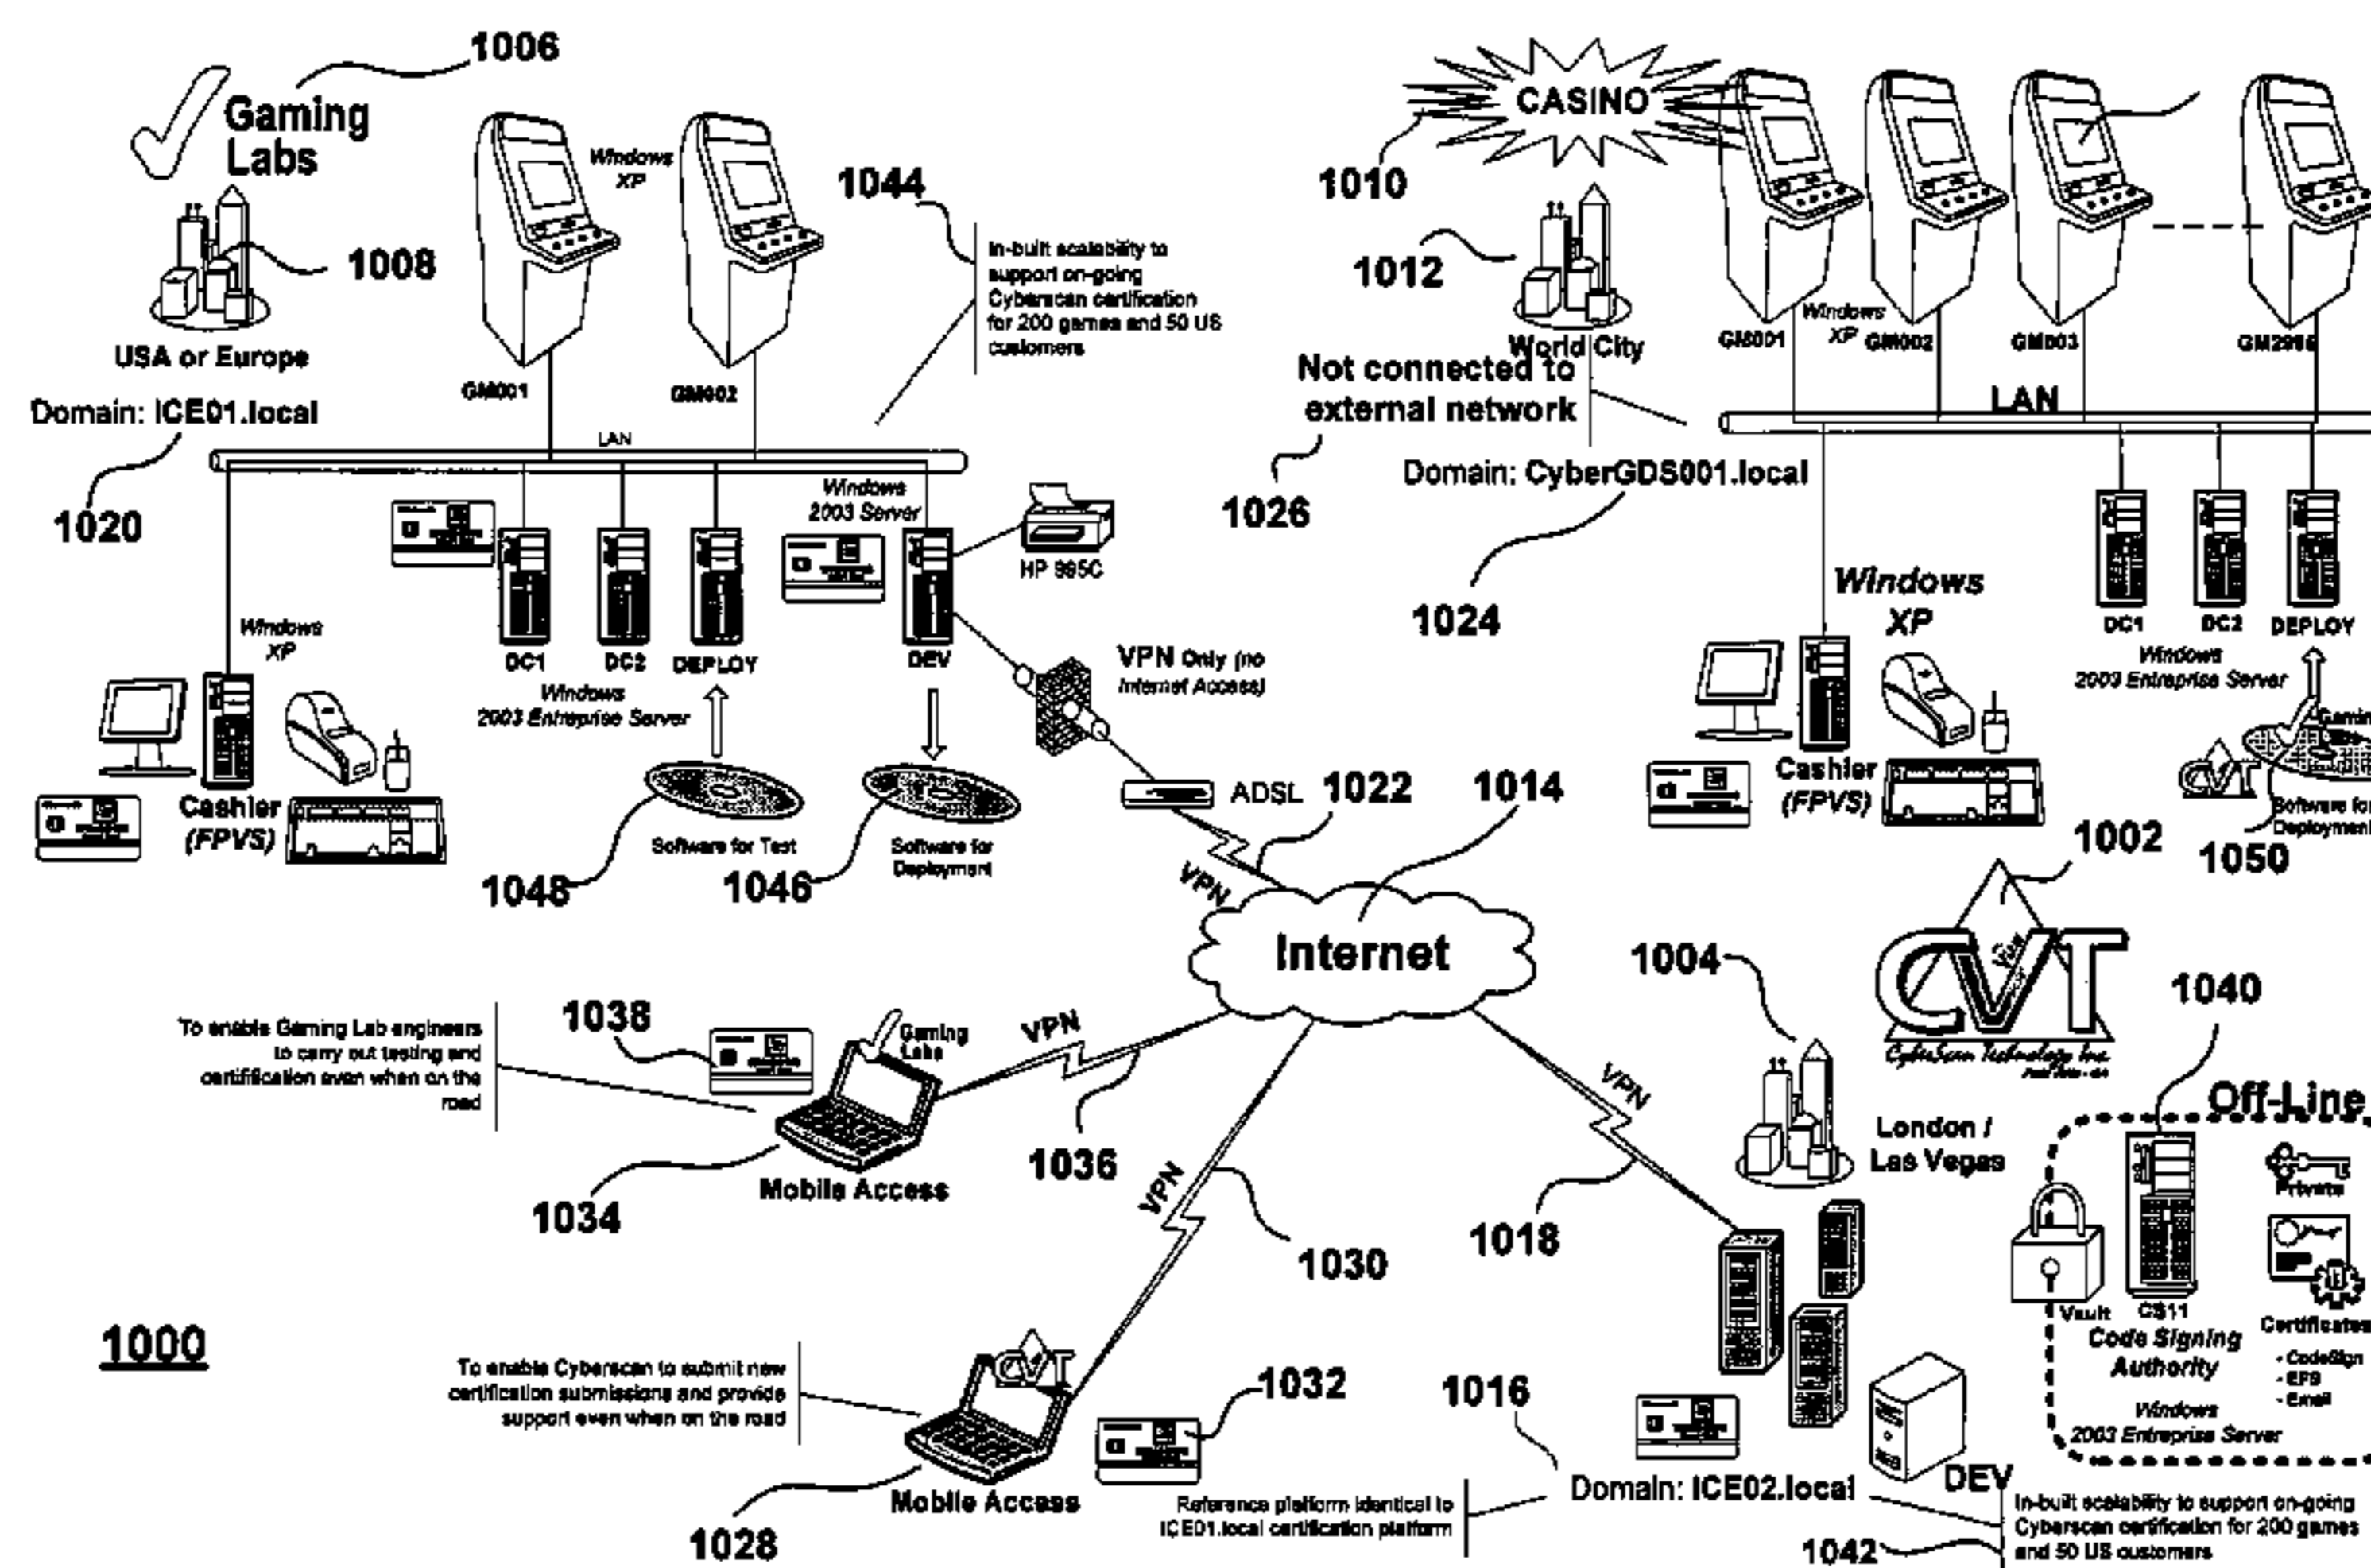 1006
Gaming
Labs
1008
USA or Europe
Domain: ICE01.local
1020
Windows
XP
GM001
GM002
1044
In-built scalability to
support on-going
Cyberscan certification
for 200 games and 50 US
customers
LAN
Windows
2003 Server
HP 995C
DC1
DC2
DEPLOY
DEV
Windows
2003 Entreprise Server
Windows
XP
Cashier
(FPVS)
VPN Only (no
Internet Access)
ADSL
1022
VPN
Software for Test
1048
Software for
Deployment
1046
CASINO
1010
1012
World City
Not connected to
external network
1026
Domain: CyberGDS001.local
1024
GM001
Windows
XP
GM002
GM003
LAN
Windows
XP
DC1
DC2
DEPLOY
Windows
2003 Entreprise Server
Cashier
(FPVS)
CVT
Software for
Deployment
1050
1014
Internet
1002
CVT
CyberScan Technology Inc
1004
London /
Las Vegas
1040
Off-Line
Private
Vault
CS11
Code Signing
Authority
Certificates
- CodeSign
- EFS
- Email
Windows
2003 Entreprise Server
To enable Gaming Lab engineers
to carry out testing and
certifification even when on the
road
1038
Gaming
Labs
VPN
1036
Mobile Access
1034
VPN
1030
VPN
1018
1000
To enable Cyberscan to submit new
certification submissions and provide
support even when on the road
CVT
1032
Mobile Access
1028
1016
Domain: ICE02.local
DEV
Reference platform identical to
ICE01.local certification platform
In-built scalability to support on-going
Cyberscan certification for 200 games
and 50 US customers
1042